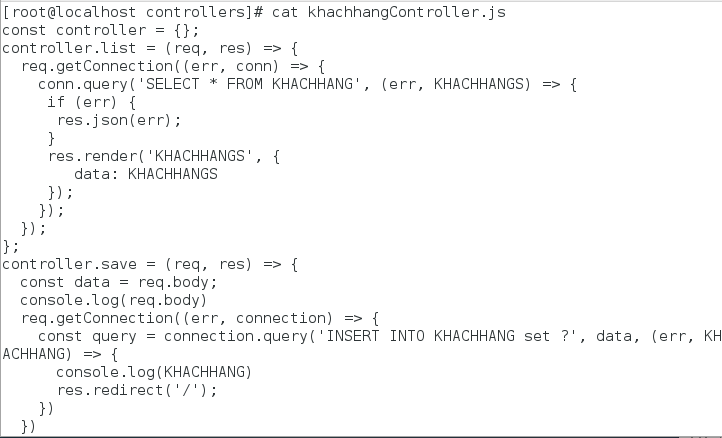 [root@localhost controllers]# cat khachhangController.js
const controller = {};
controller.list = (req, res) => {
  req.getConnection((err, conn) => {
    conn.query('SELECT * FROM KHACHHANG', (err, KHACHHANGS) => {
     if (err) {
      res.json(err);
     }
     res.render('KHACHHANGS', {
        data: KHACHHANGS
     });
    });
  });
};
controller.save = (req, res) => {
  const data = req.body;
  console.log(req.body)
  req.getConnection((err, connection) => {
    const query = connection.query('INSERT INTO KHACHHANG set ?', data, (err, KH
ACHHANG) => {
      console.log(KHACHHANG)
      res.redirect('/');
    })
  })